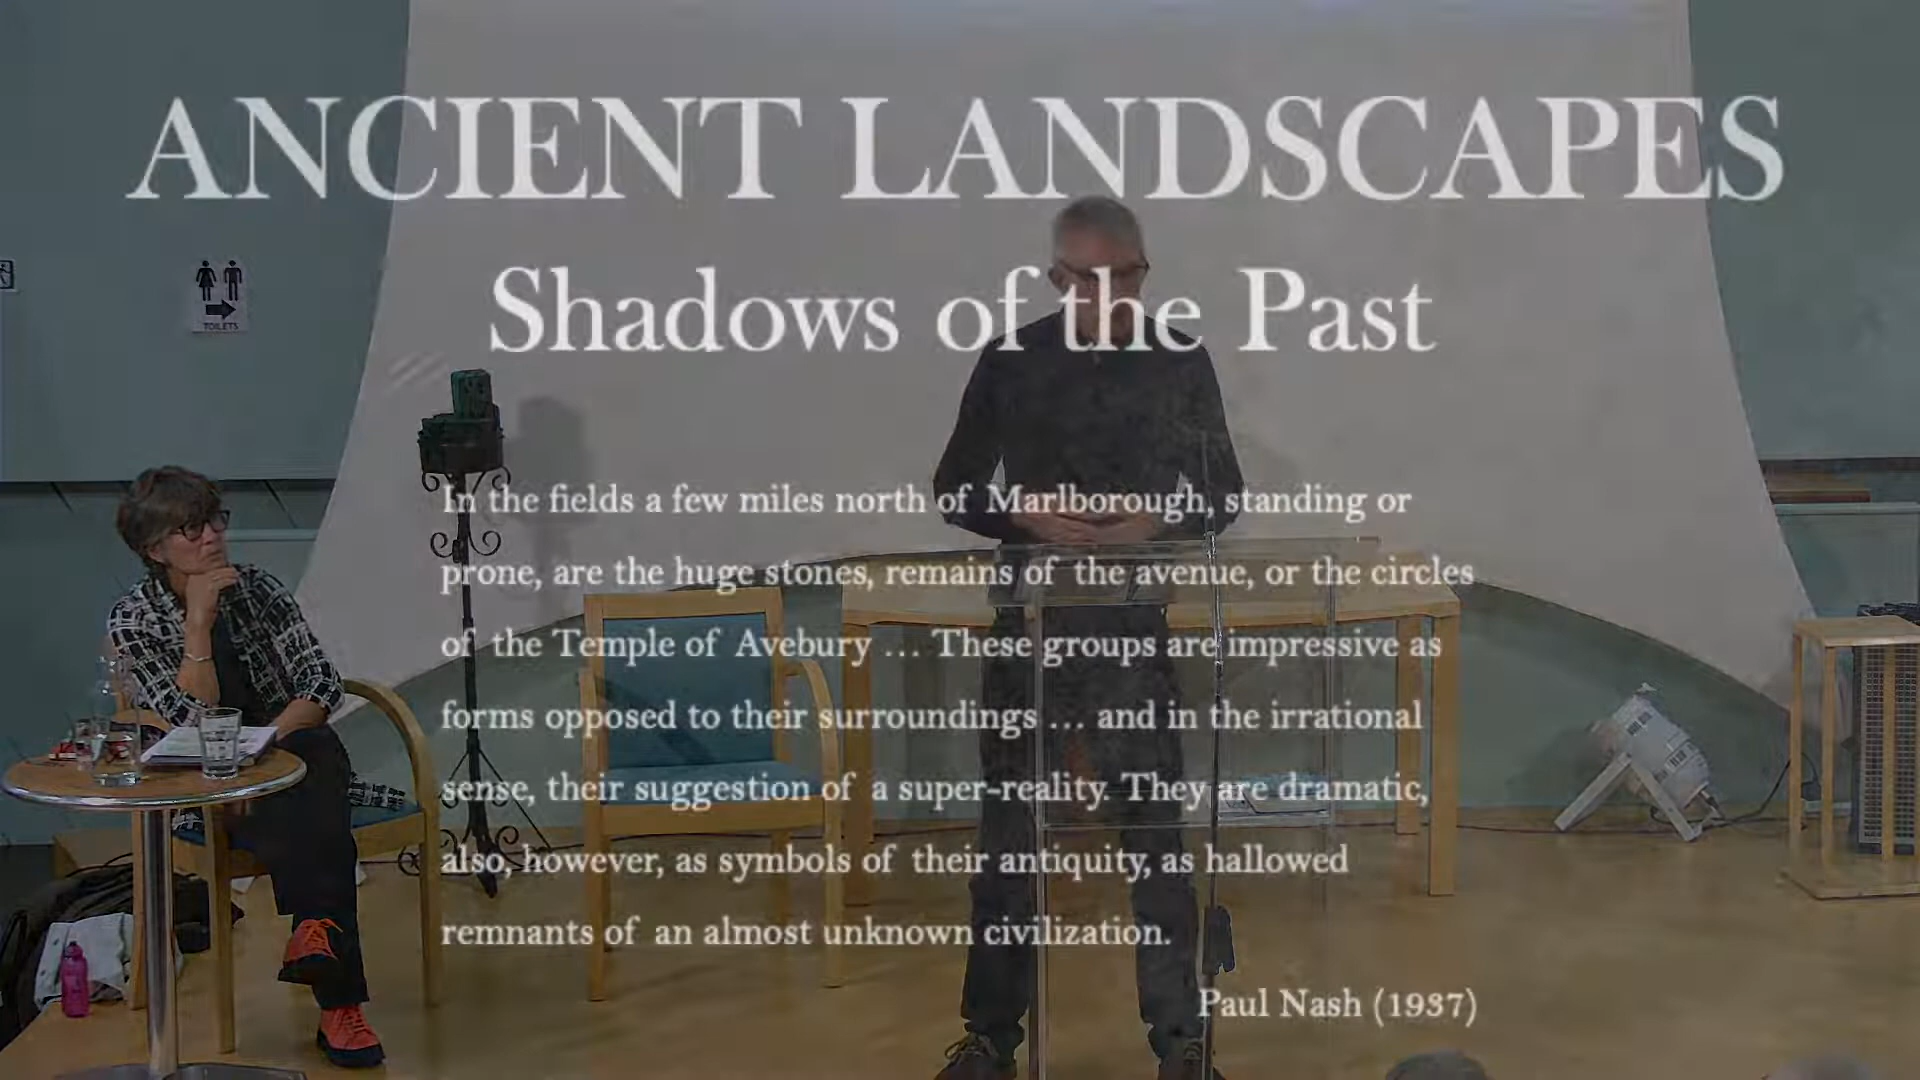 ANCIENT LANDSCAPES
TOILETS
Shadows of the Past
In the fields a few miles north of Marlborough, standing or
prone, are the huge stones, remains of the avenue, or the circles
of the Temple of Avebury … These groups are impressive as
forms opposed to their surroundings … and in the irrational
sense, their suggestion of a super-reality. They are dramatic,
also, however, as symbols of their antiquity, as hallowed
remnants of an almost unknown civilization.
Paul Nash (1937)